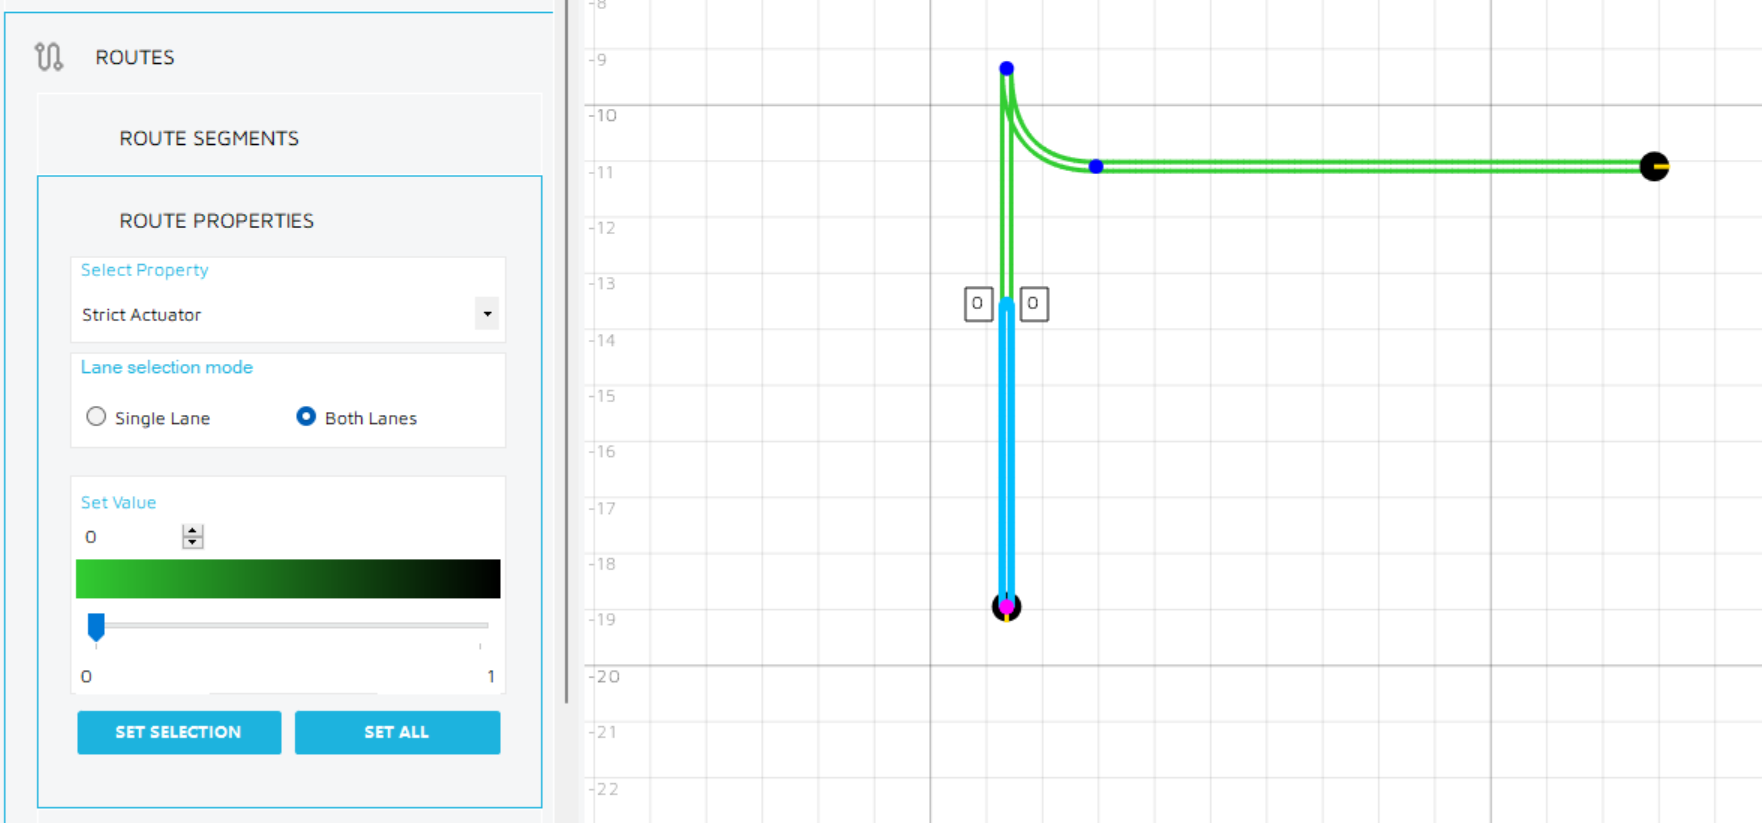 ROUTES
ROUTE SEGMENTS
ROUTE PROPERTIES
Select Property
Strict Actuator
Lane selection mode
Single Lane Both Lanes
Set Value
0
0 1
SET SELECTION SET ALL
-8
-9
-10
-11
-12
-13
0 0
-14
-15
-16
-17
-18
-19
-20
-21
-22